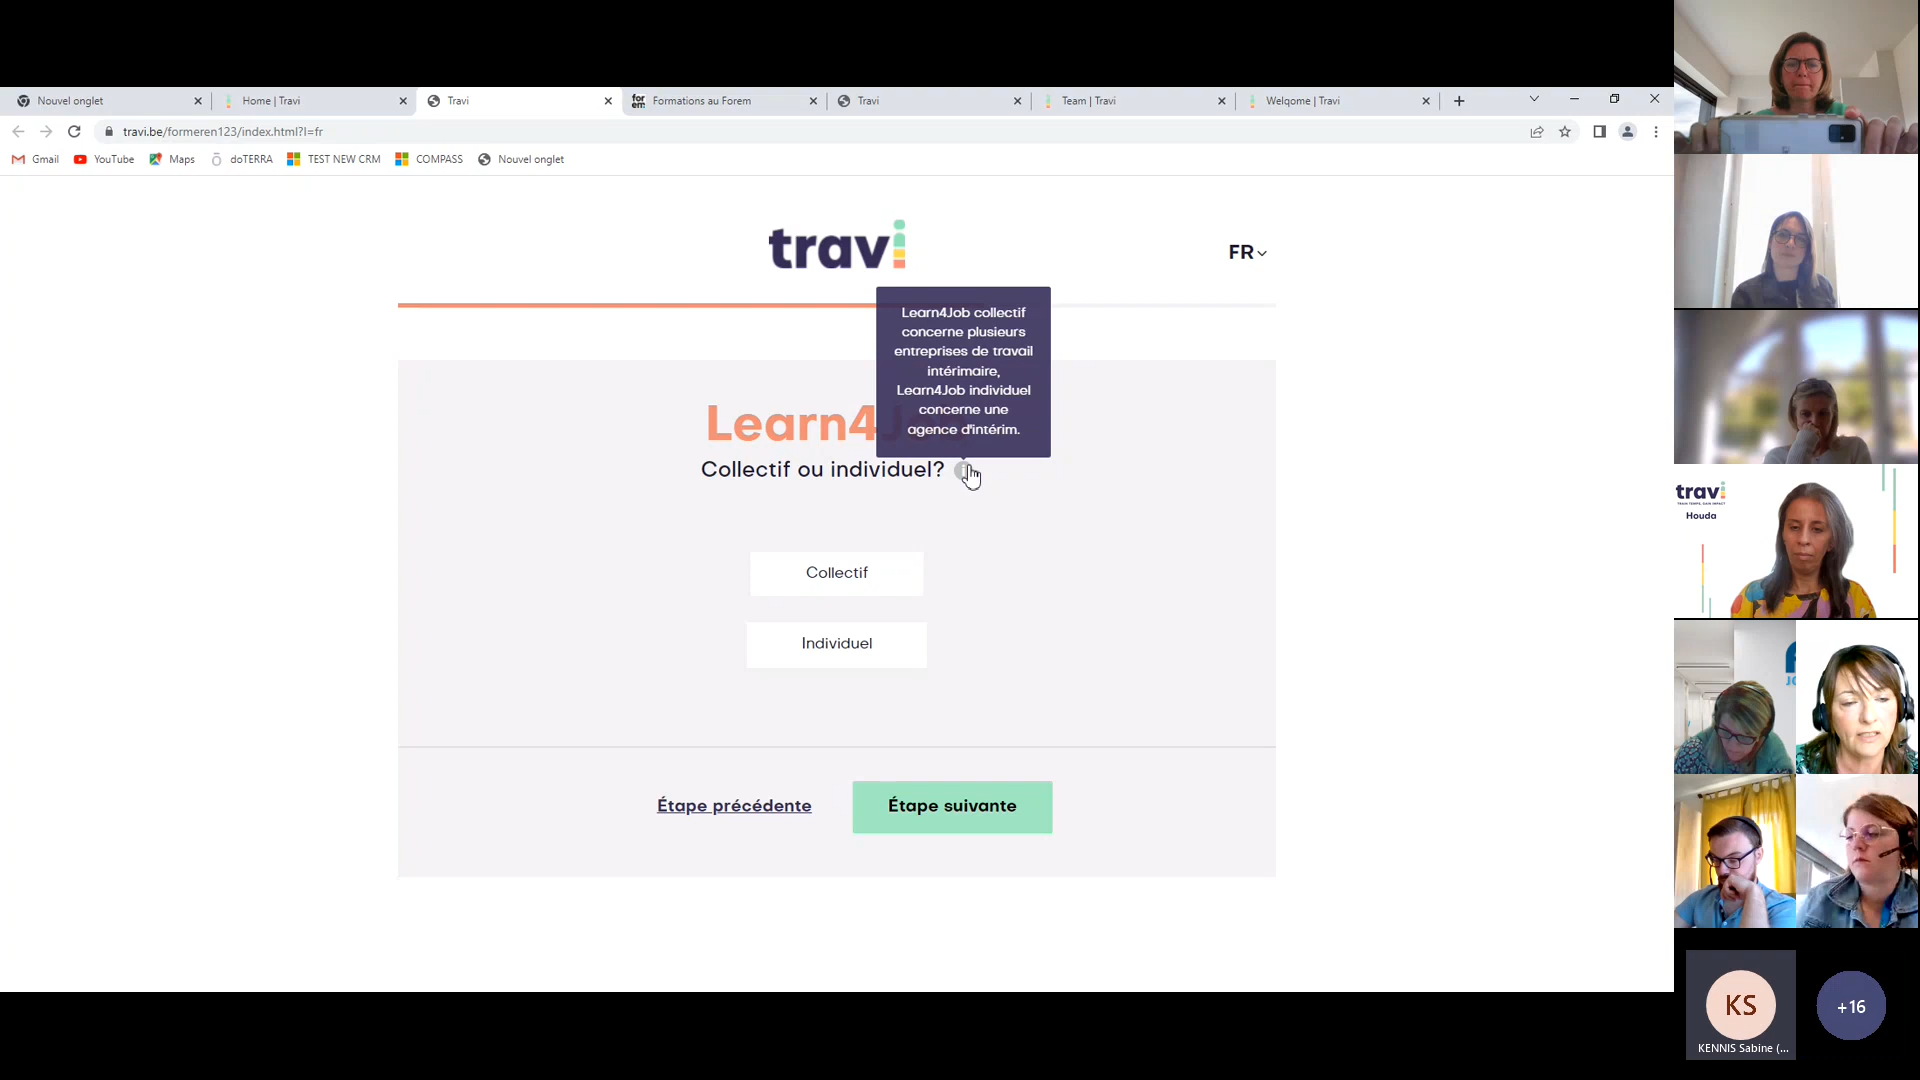 Nouvel onglet
Home | Travi
Travi
Formations au Forem
Travi
Team | Travi
Welqome | Travi
travi.be/formeren123/index.html?l=fr
Gmail
YouTube
Maps
doTERRA
TEST NEW CRM
COMPASS
Nouvel onglet
travi
FR
Learn4Job collectif
concerne plusieurs
entreprises de travail
intérimaire,
Learn4Job individuel
concerne une
agence d'intérim.
Learn4Job
Collectif ou individuel?
Collectif
Individuel
Étape précédente
Étape suivante
travi
Houda
KS
KENNIS Sabine (...
+16